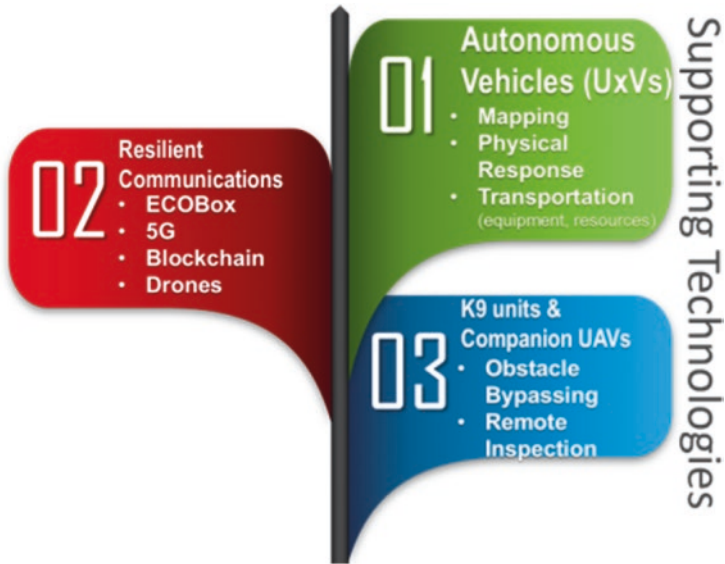 01
Autonomous
Vehicles (UxVs)
• Mapping
• Physical
Response
• Transportation
(equipment, resources)
02
Resilient
Communications
• ECOBox
• 5G
• Blockchain
• Drones
03
K9 units &
Companion UAVs
• Obstacle
Bypassing
• Remote
Inspection
Supporting Technologies